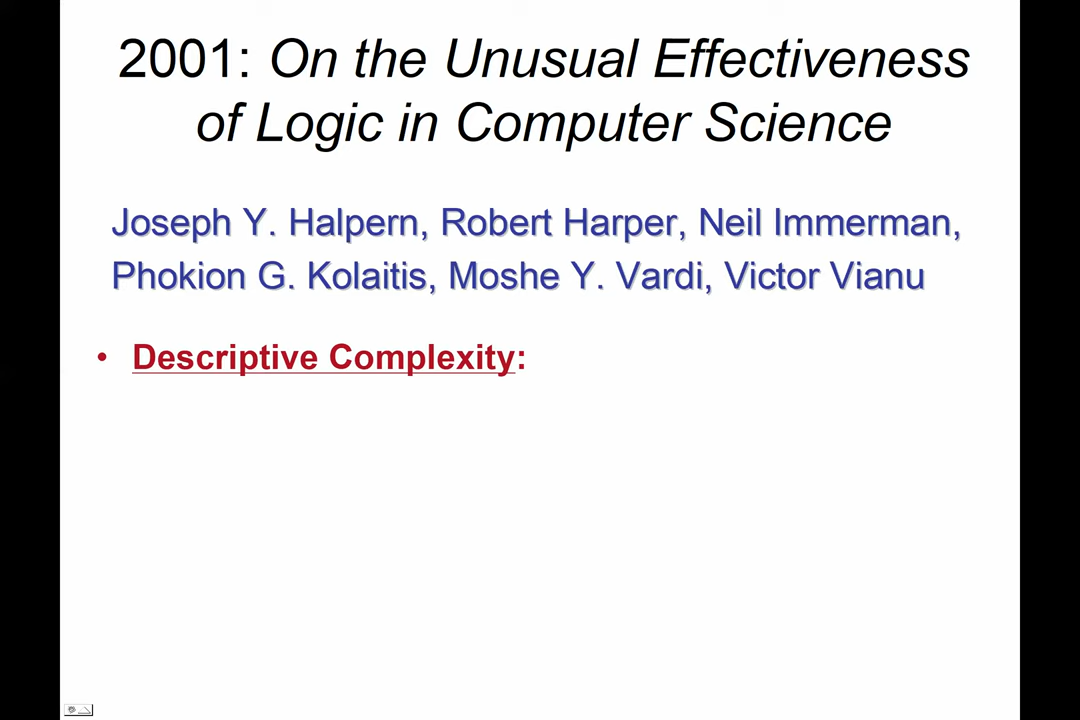 2001: On the Unusual Effectiveness
of Logic in Computer Science
Joseph Y. Halpern, Robert Harper, Neil Immerman,
Phokion G. Kolaitis, Moshe Y. Vardi, Victor Vianu
• Descriptive Complexity: